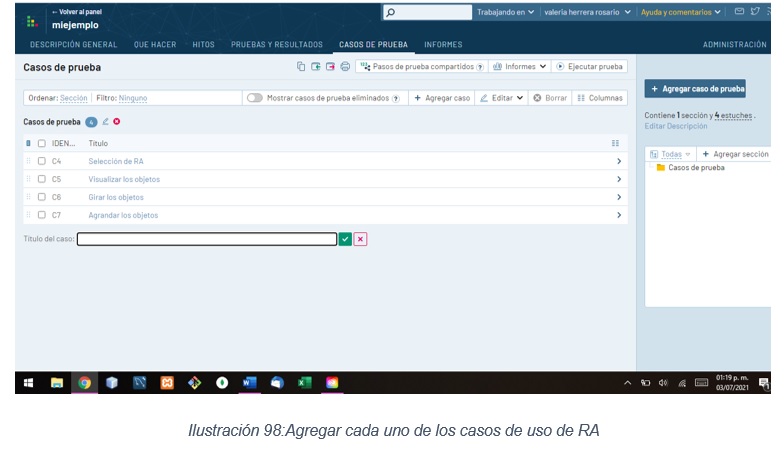 ← Volver al panel
miejemplo
Trabajando en valeria herrera rosario Ayuda y comentarios
DESCRIPCIÓN GENERAL QUE HACER HITOS PRUEBAS Y RESULTADOS CASOS DE PRUEBA INFORMES ADMINISTRACIÓN
Casos de prueba
Pasos de prueba compartidos ? Informes Ejecutar prueba
+ Agregar caso de prueba
Ordenar: Sección Filtro: Ninguno
Mostrar casos de prueba eliminados ? + Agregar caso Editar Borrar Columnas
Contiene 1 sección y 4 estuches .
Editar Descripción
Casos de prueba 4
IDEN... Título
C4 Selección de RA
C5 Visualizar los objetos
C6 Girar los objetos
C7 Agrandar los objetos
Título del caso:
Todas + Agregar sección
Casos de prueba
01:19 p. m.
03/07/2021
Ilustración 98:Agregar cada uno de los casos de uso de RA